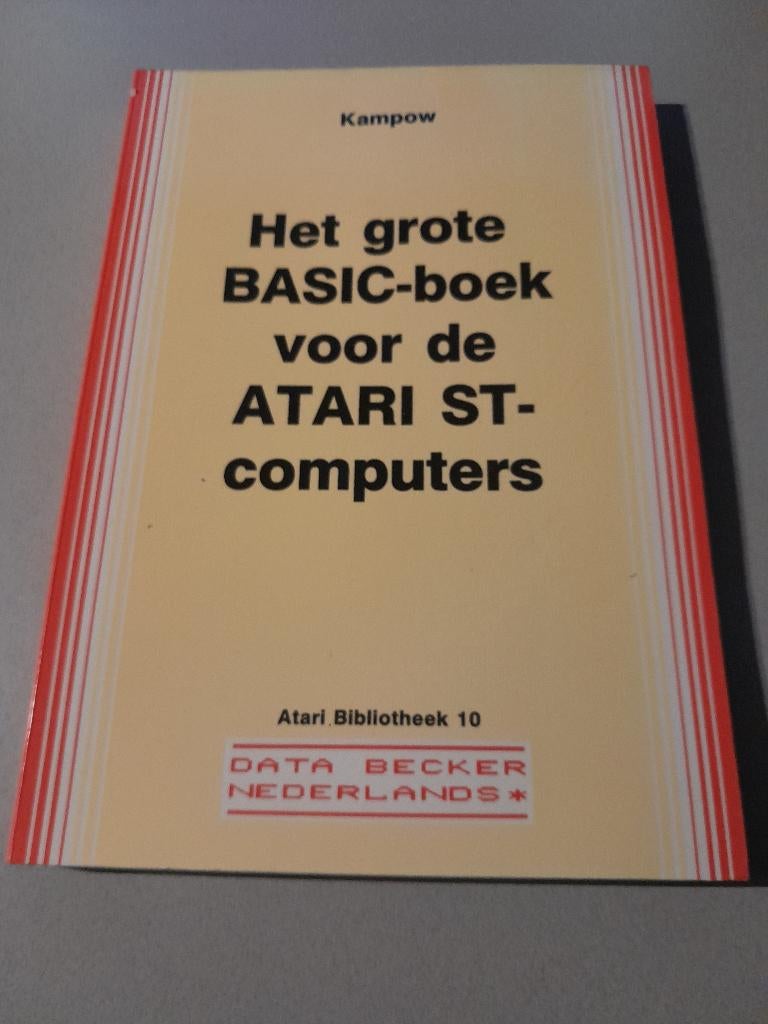 Kampow
Het grote
BASIC-boek
voor de
ATARI ST-
computers
Atari Bibliotheek 10
DATA BECKER
NEDERLANDS*